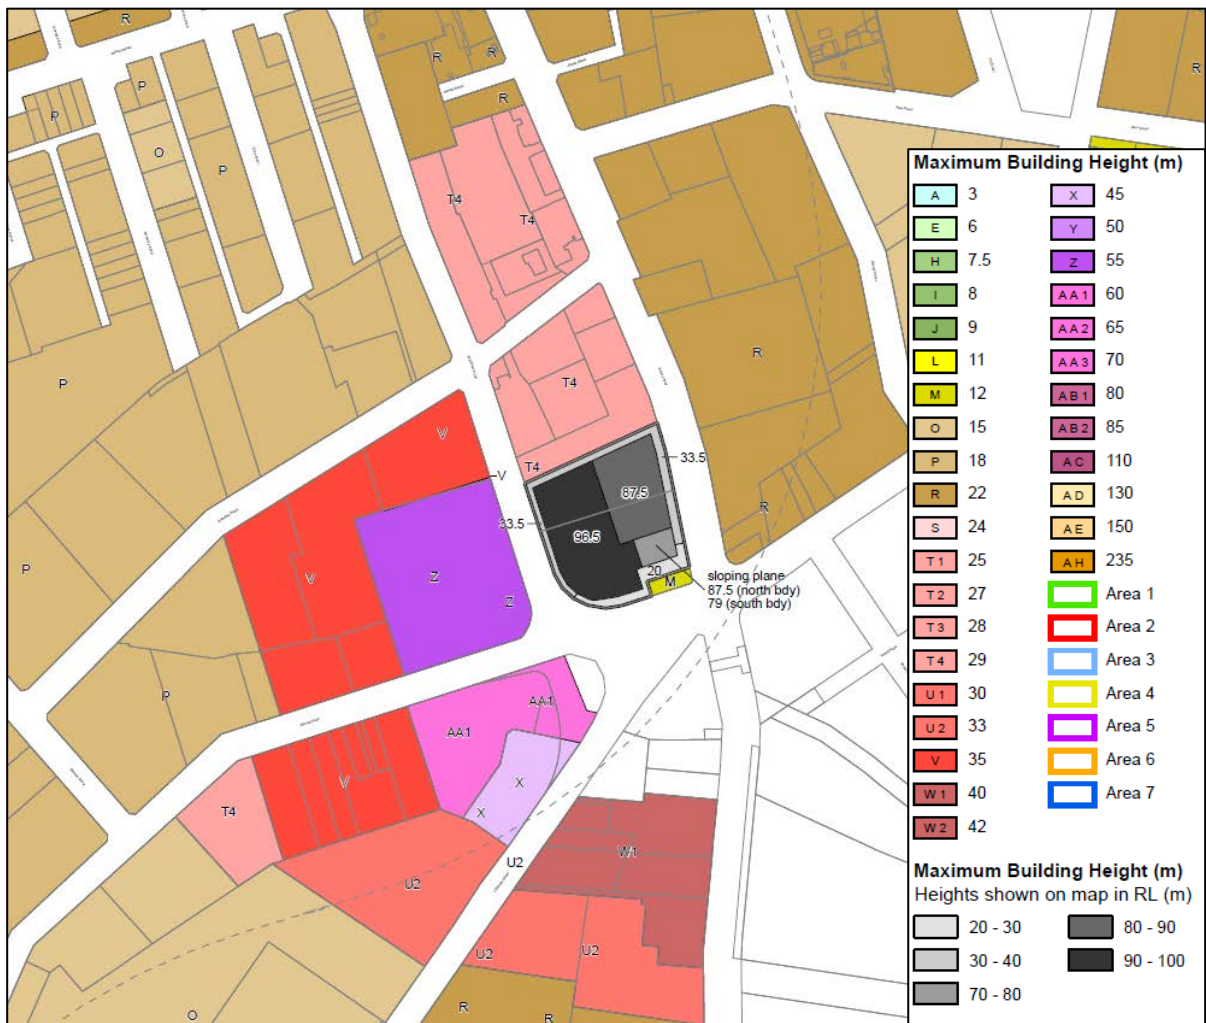 R
R
R
R
R
R
P
P
O
P
T4
T4
P
R
T4
V
T4
V
33.5
87.5
33.5
96.5
R
P
V
Z
Z
20
M
sloping plane
87.5 (north bdy)
79 (south bdy)
P
AA1
AA1
X
X
V
T4
U2
U2
W1
U2
U2
O
R
R
Maximum Building Height (m)
A 3
E 6
H 7.5
I 8
J 9
L 11
M 12
O 15
P 18
R 22
S 24
T1 25
T2 27
T3 28
T4 29
U1 30
U2 33
V 35
W1 40
W2 42
X 45
Y 50
Z 55
AA1 60
AA2 65
AA3 70
AB1 80
AB2 85
AC 110
AD 130
AE 150
AH 235
Area 1
Area 2
Area 3
Area 4
Area 5
Area 6
Area 7
Maximum Building Height (m)
Heights shown on map in RL (m)
20 - 30
30 - 40
70 - 80
80 - 90
90 - 100